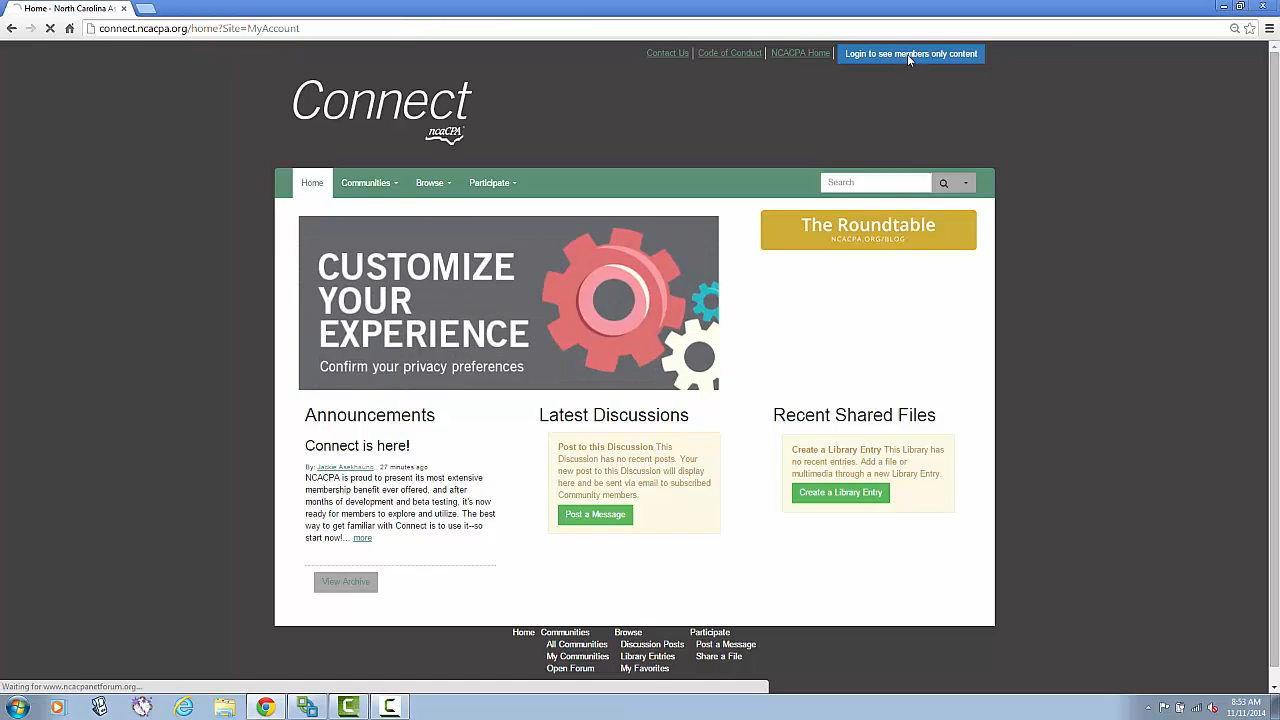 Home - North Carolina As
connect.ncacpa.org/home?Site=MyAccount
Contact Us Code of Conduct NCACPA Home Login to see members only content
Connect
ncaCPA
Home Communities Browse Participate Search
CUSTOMIZE
YOUR
EXPERIENCE
Confirm your privacy preferences
The Roundtable
NCACPA.ORG/BLOG
Announcements
Connect is here!
By: Jackie Asekhauno , 27 minutes ago
NCACPA is proud to present its most extensive
membership benefit ever offered, and after
months of development and beta testing, it's now
ready for members to explore and utilize. The best
way to get familiar with Connect is to use it--so
start now!... more
View Archive
Latest Discussions
Post to this Discussion This
Discussion has no recent posts. Your
new post to this Discussion will display
here and be sent via email to subscribed
Community members.
Post a Message
Recent Shared Files
Create a Library Entry This Library has
no recent entries. Add a file or
multimedia through a new Library Entry.
Create a Library Entry
Home Communities Browse Participate
All Communities Discussion Posts Post a Message
My Communities Library Entries Share a File
Open Forum My Favorites
Waiting for www.ncacpanetforum.org...
8:53 AM
11/11/2014